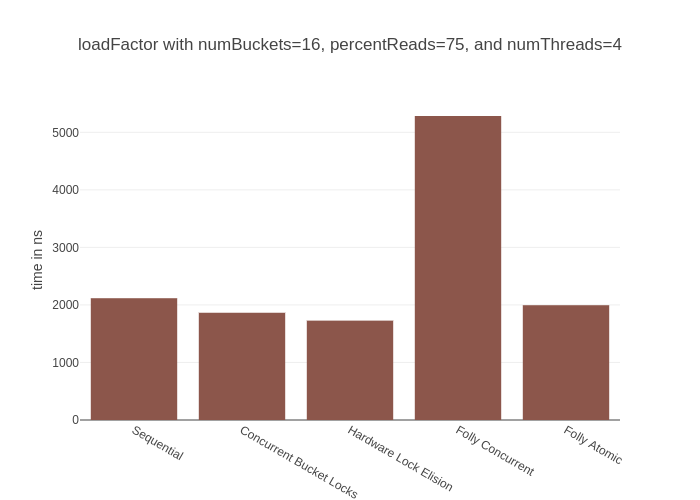 loadFactor with numBuckets=16, percentReads=75, and numThreads=4
time in ns
5000
4000
3000
2000
1000
0
Sequential
Concurrent Bucket Locks
Hardware Lock Elision
Folly Concurrent
Folly Atomic